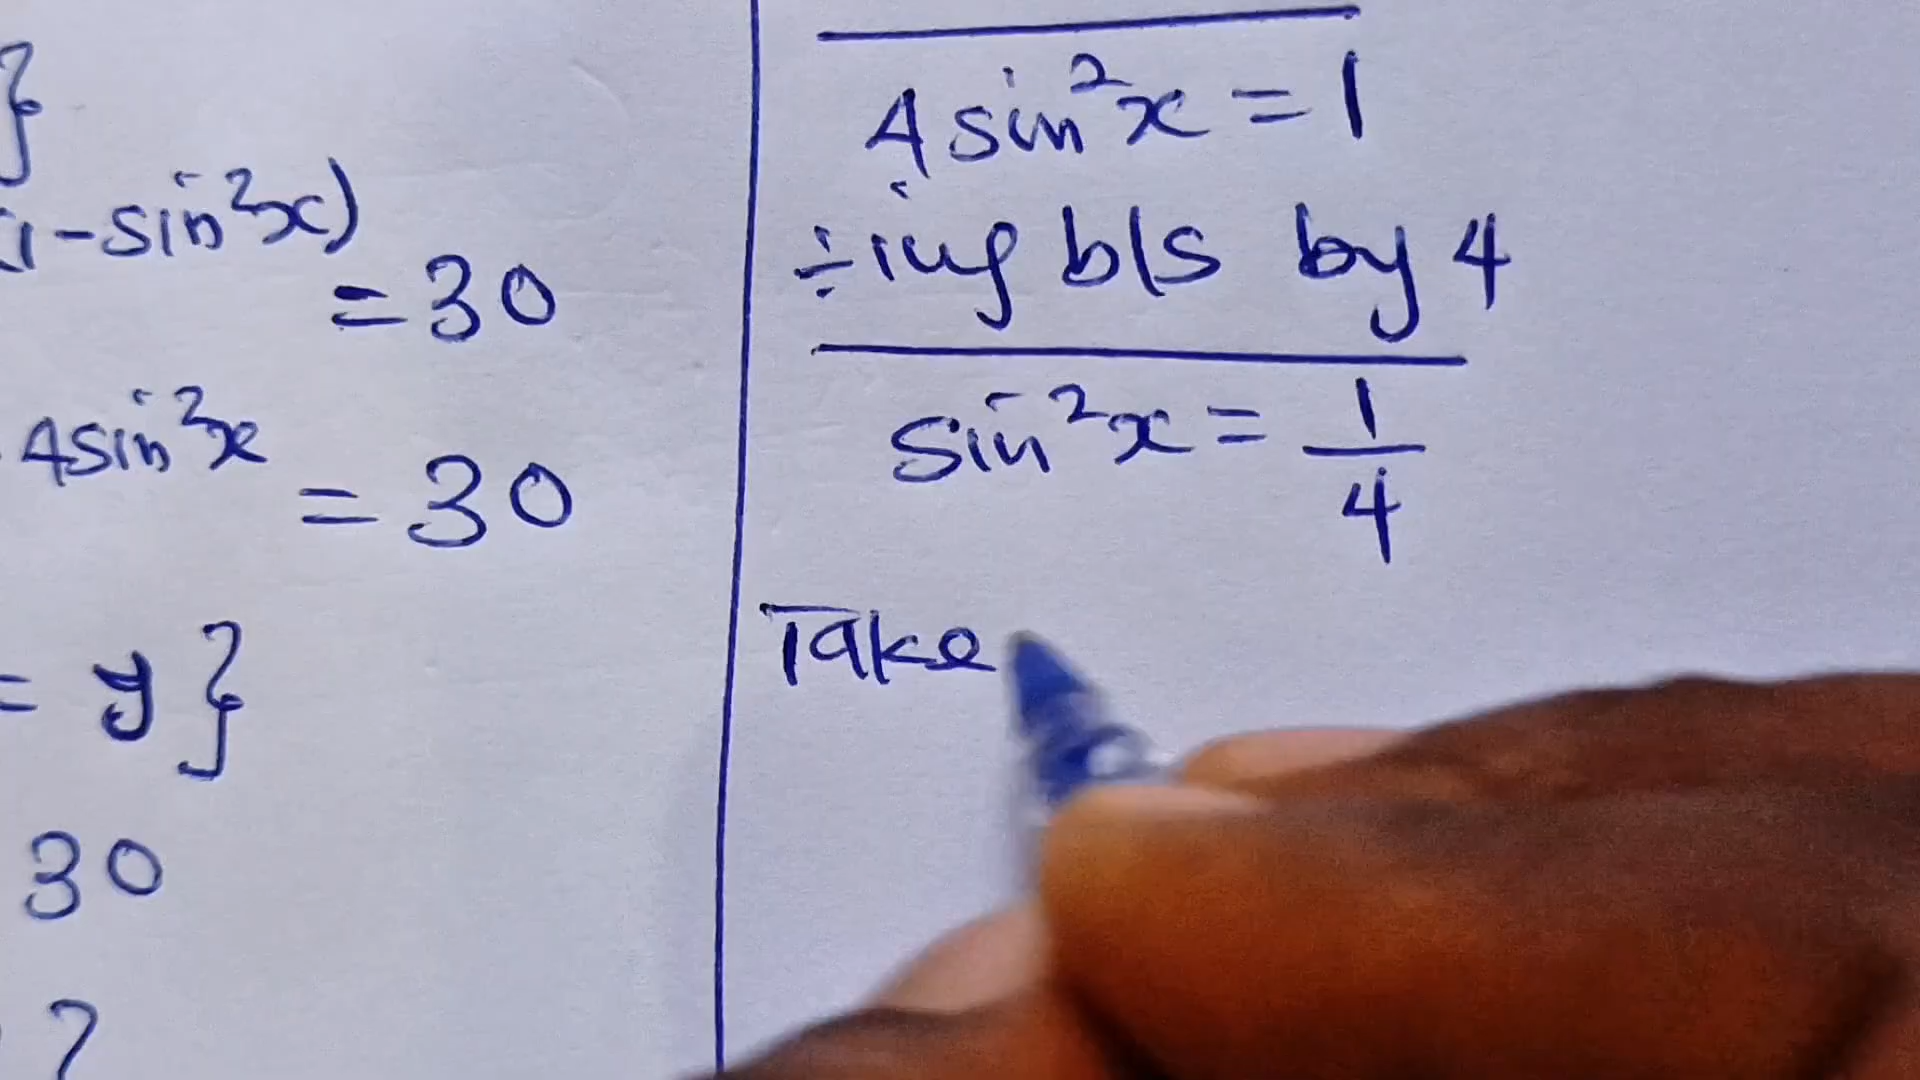 }
(1-sin²x)
=30
4sin²x
=30
= y}
30
?
4sin²x=1
÷ing b/s by 4
sin²x=1/4
Take